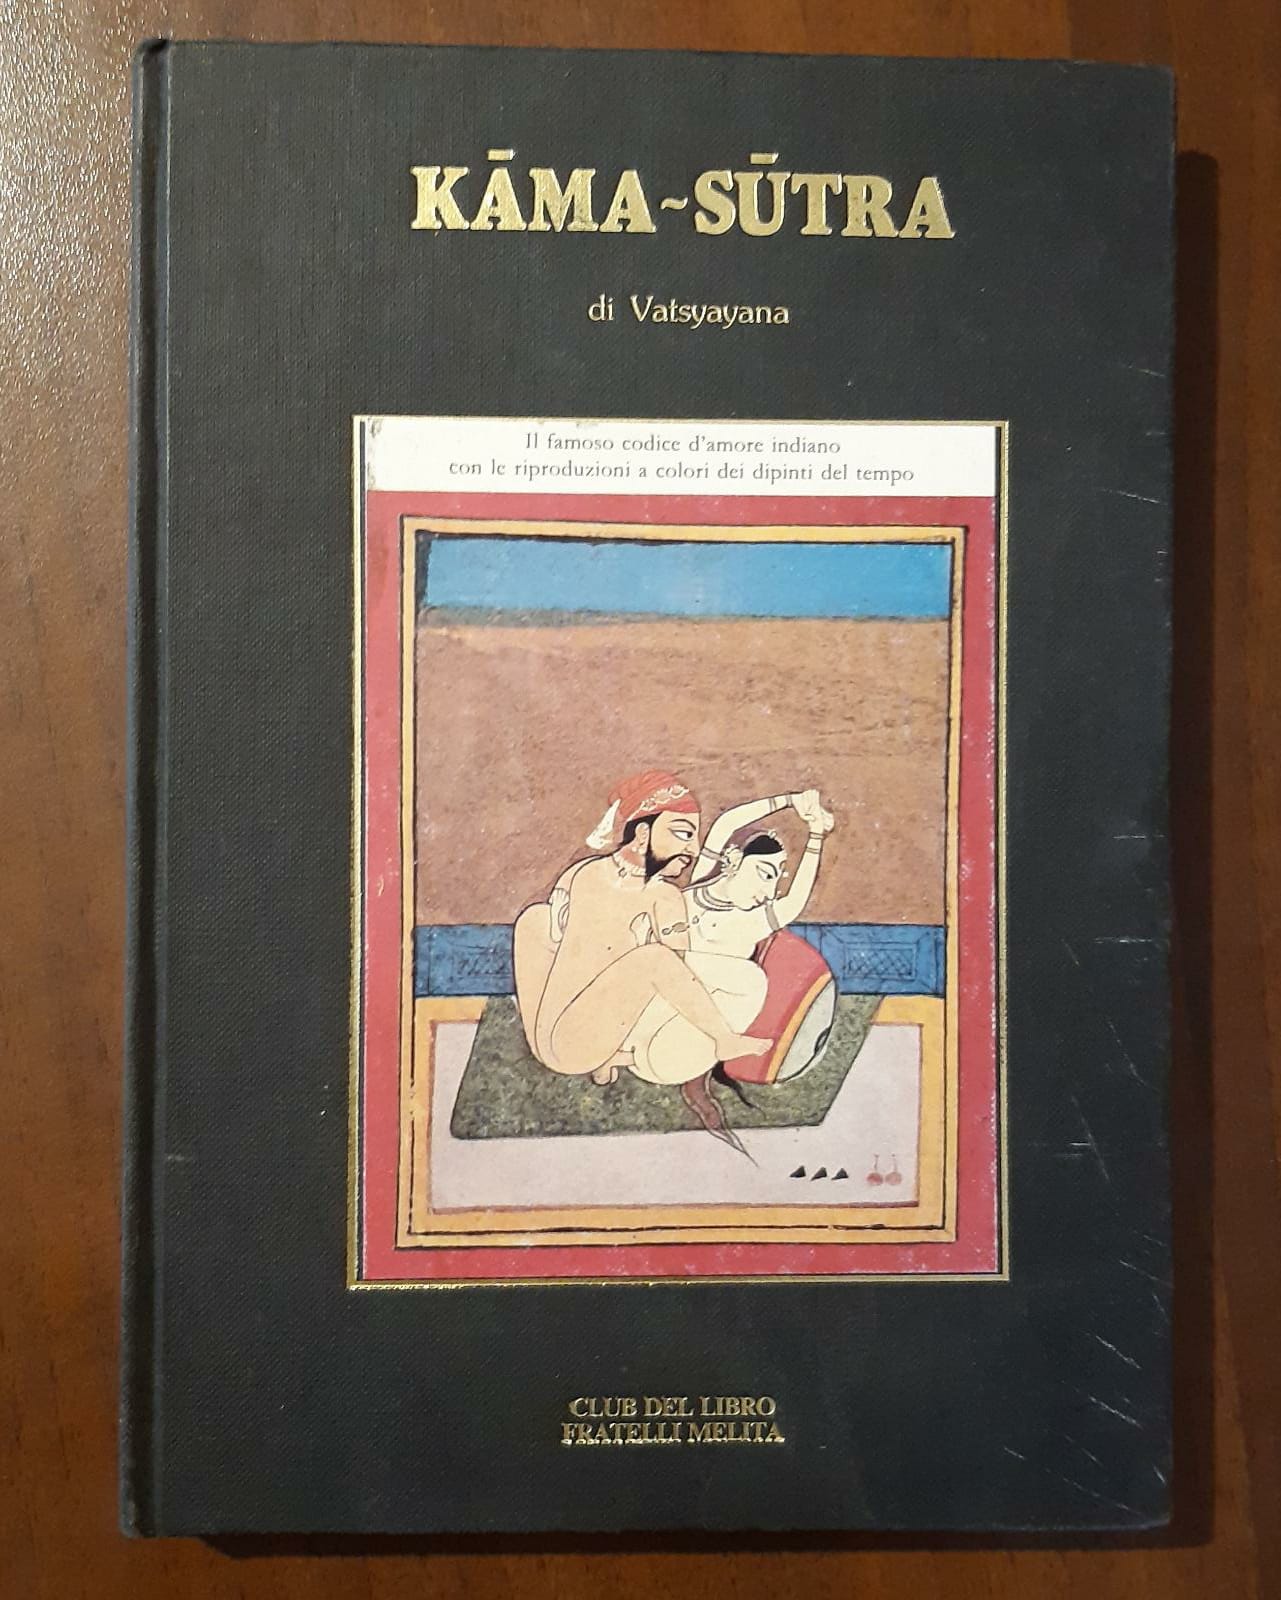 KĀMA~SŪTRA
di Vatsyayana
Il famoso codice d'amore indiano
con le riproduzioni a colori dei dipinti del tempo
CLUB DEL LIBRO
FRATELLI MELITA